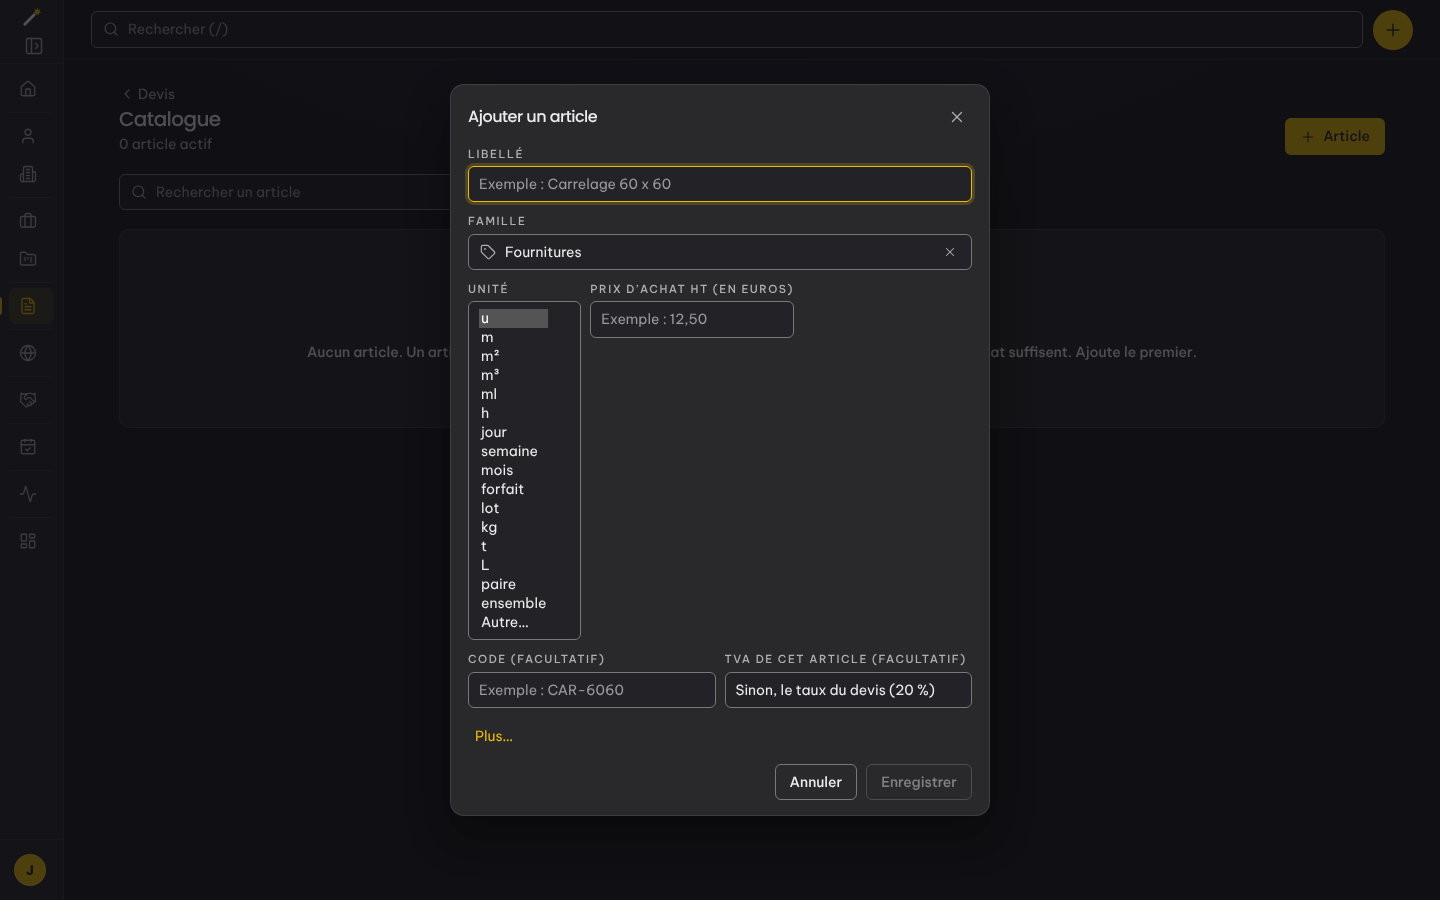 Rechercher (/)
Devis
Catalogue
0 article actif
Article
Rechercher un article
Aucun article. Un arti
at suffisent. Ajoute le premier.
Ajouter un article
LIBELLÉ
Exemple : Carrelage 60 x 60
FAMILLE
Fournitures
UNITÉ
PRIX D'ACHAT HT (EN EUROS)
Exemple : 12,50
u
m
m²
m³
ml
h
jour
semaine
mois
forfait
lot
kg
t
L
paire
ensemble
Autre...
CODE (FACULTATIF)
TVA DE CET ARTICLE (FACULTATIF)
Exemple : CAR-6060
Sinon, le taux du devis (20 %)
Plus...
Annuler
Enregistrer
J